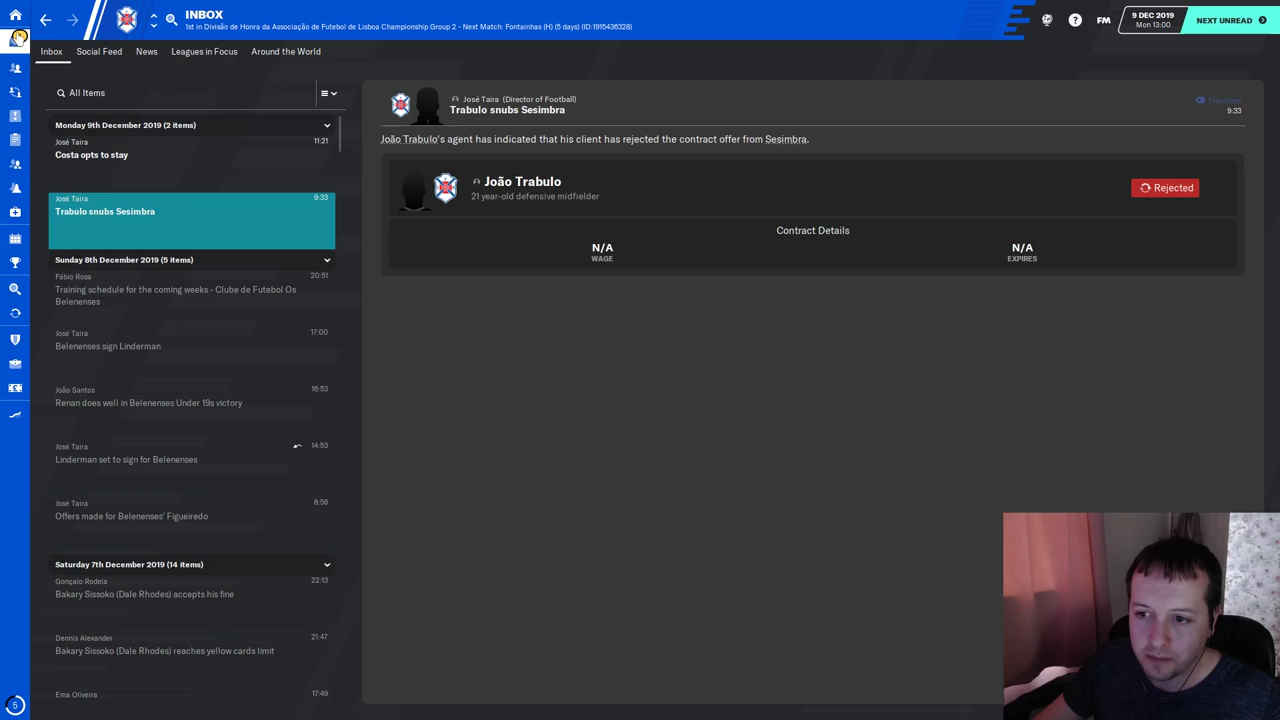 INBOX
1st in Divisão de Honra da Associação de Futebol de Lisboa Championship Group 2 - Next Match: Fontainhas (H) (5 days) (ID:1915436328)
FM
9 DEC 2019
Mon 13:00
NEXT UNREAD
Inbox
Social Feed
News
Leagues in Focus
Around the World
All Items
Monday 9th December 2019 (2 items)
José Taira 11:21
Costa opts to stay
José Taira 9:33
Trabulo snubs Sesimbra
Sunday 8th December 2019 (5 items)
Fábio Rosa 20:51
Training schedule for the coming weeks - Clube de Futebol Os
Belenenses
José Taira 17:00
Belenenses sign Linderman
João Santos 16:53
Renan does well in Belenenses Under 19s victory
José Taira 14:53
Linderman set to sign for Belenenses
José Taira 8:56
Offers made for Belenenses' Figueiredo
Saturday 7th December 2019 (14 items)
Gonçalo Rodeia 22:13
Bakary Sissoko (Dale Rhodes) accepts his fine
Dennis Alexander 21:47
Bakary Sissoko (Dale Rhodes) reaches yellow cards limit
Ema Oliveira 17:49
5
José Taira (Director of Football)
Trabulo snubs Sesimbra
Transfers
9:33
João Trabulo's agent has indicated that his client has rejected the contract offer from Sesimbra.
João Trabulo
21 year-old defensive midfielder
Rejected
Contract Details
N/A
WAGE
N/A
EXPIRES